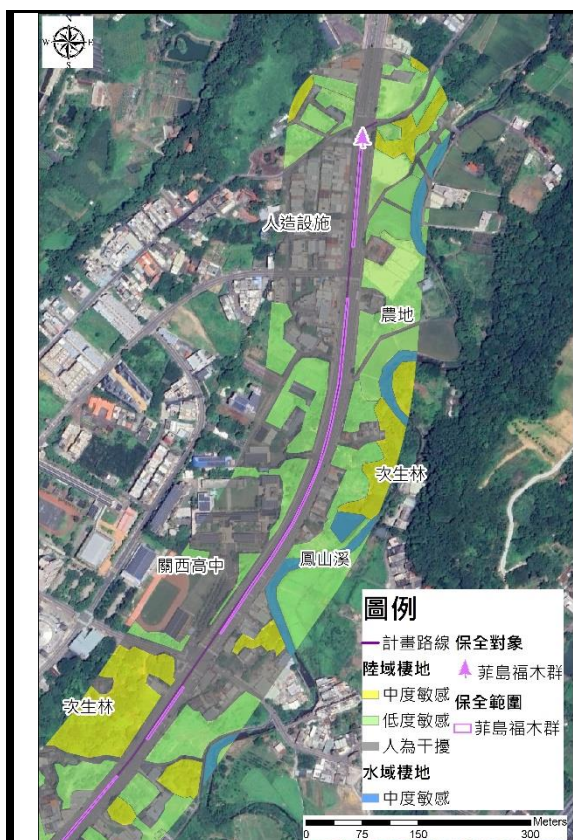 N
W E
S
人造設施
農地
次生林
鳳山溪
關西高中
次生林
圖例
計畫路線 保全對象
陸域棲地 菲島福木群
中度敏感 保全範圍
低度敏感 菲島福木群
人為干擾
水域棲地
中度敏感
Meters
0 75 150 300